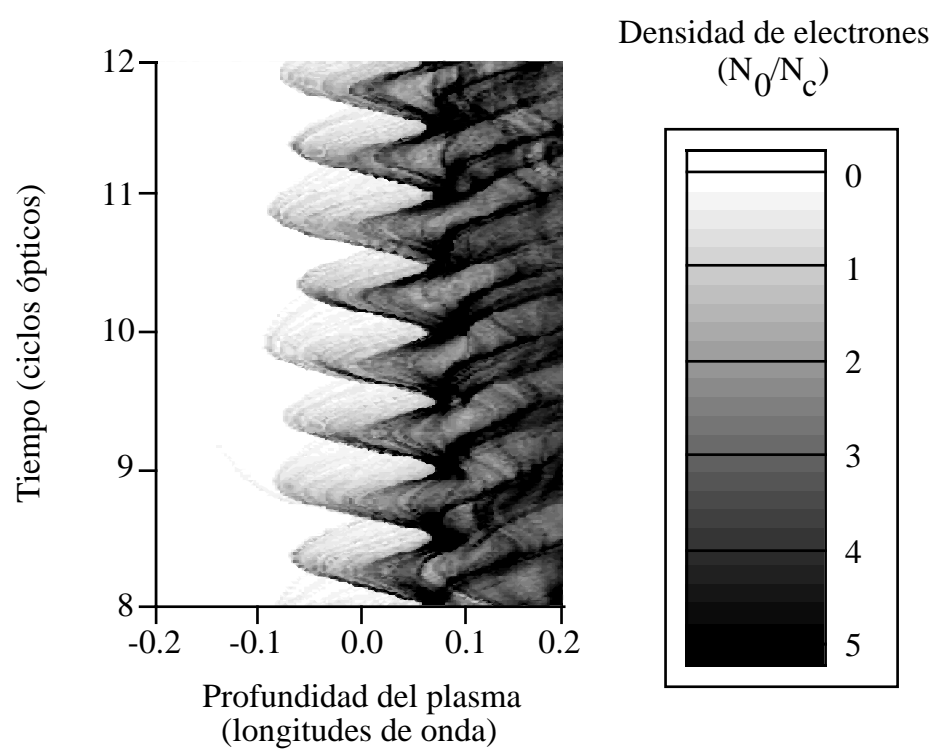 Densidad de electrones
(N0/Nc)
12
11
10
9
8
Tiempo (ciclos ópticos)
-0.2 -0.1 0.0 0.1 0.2
Profundidad del plasma
(longitudes de onda)
0
1
2
3
4
5